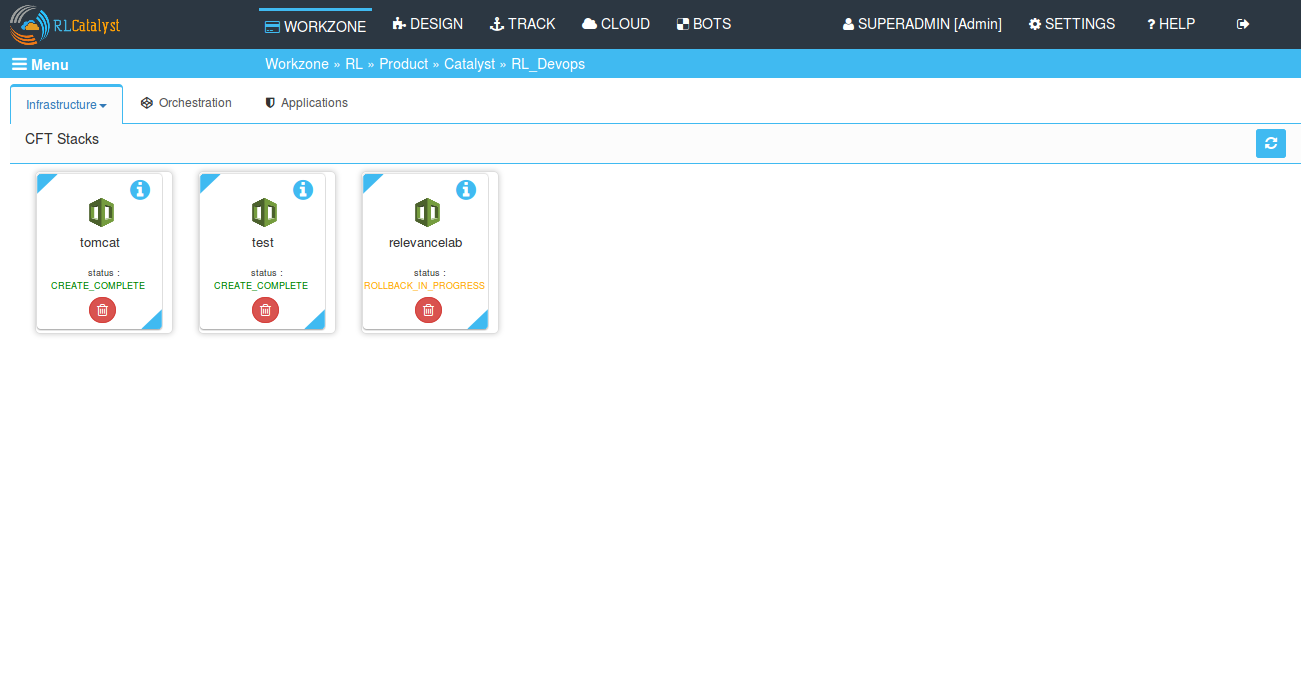 RLCatalyst WORKZONE DESIGN TRACK CLOUD BOTS SUPERADMIN [Admin] SETTINGS ? HELP
Menu Workzone » RL » Product » Catalyst » RL_Devops
Infrastructure Orchestration Applications
CFT Stacks
tomcat
status :
CREATE_COMPLETE
test
status :
CREATE_COMPLETE
relevancelab
status :
ROLLBACK_IN_PROGRESS